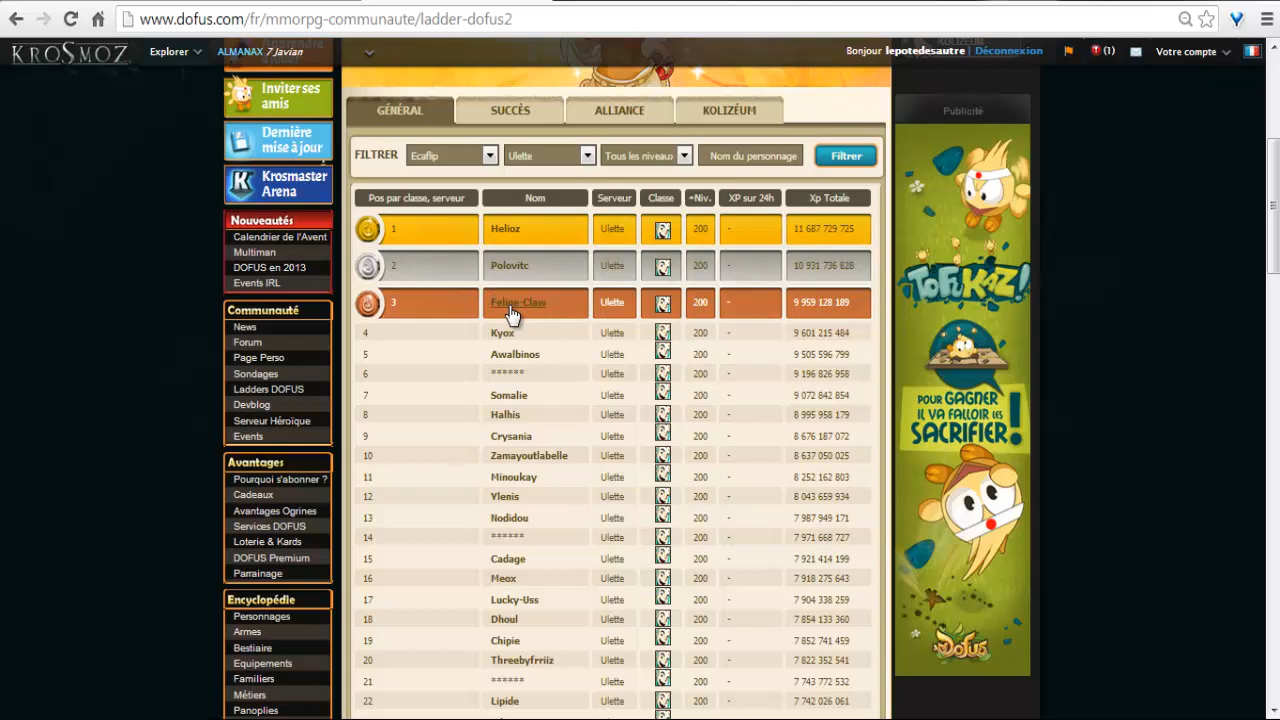 www.dofus.com/fr/mmorpg-communaute/ladder-dofus2
KROSMOZ Explorer ALMANAX 7 Javian Bonjour lepotedesautre | Déconnexion (1) Votre compte
Inviter ses amis
Dernière mise à jour
Krosmaster Arena
Nouveautés
Calendrier de l'Avent
Multiman
DOFUS en 2013
Events IRL
Communauté
News
Forum
Page Perso
Sondages
Ladders DOFUS
Devblog
Serveur Héroïque
Events
Avantages
Pourquoi s'abonner ?
Cadeaux
Avantages Ogrines
Services DOFUS
Loterie & Kards
DOFUS Premium
Parrainage
Encyclopédie
Personnages
Armes
Bestiaire
Equipements
Familiers
Métiers
Panoplies
GÉNÉRAL SUCCÈS ALLIANCE KOLIZÉUM
FILTRER Ecaflip Ulette Tous les niveaux Nom du personnage Filtrer
Pos par classe, serveur Nom Serveur Classe Niv. XP sur 24h Xp Totale
1 Helioz Ulette 200 - 11 687 729 725
2 Polovitc Ulette 200 - 10 931 736 828
3 Feline-Claw Ulette 200 - 9 959 128 189
4 Kyox Ulette 200 - 9 601 215 484
5 Awalbinos Ulette 200 - 9 505 596 799
6 ****** Ulette 200 - 9 196 826 958
7 Somalie Ulette 200 - 9 072 842 854
8 Halhis Ulette 200 - 8 995 958 179
9 Crysania Ulette 200 - 8 676 187 072
10 Zamayoutlabelle Ulette 200 - 8 637 050 025
11 Minoukay Ulette 200 - 8 252 162 803
12 Ylenis Ulette 200 - 8 043 659 934
13 Nodidou Ulette 200 - 7 987 949 171
14 ****** Ulette 200 - 7 971 668 727
15 Cadage Ulette 200 - 7 921 414 199
16 Meox Ulette 200 - 7 918 275 643
17 Lucky-Uss Ulette 200 - 7 904 338 259
18 Dhoul Ulette 200 - 7 854 133 360
19 Chipie Ulette 200 - 7 852 741 459
20 Threebyfrriiz Ulette 200 - 7 822 352 541
21 ****** Ulette 200 - 7 743 772 532
22 Lipide Ulette 200 - 7 742 026 061
Publicité
TOFUKAZ!
POUR GAGNER
IL VA FALLOIR LES
SACRIFIER !
DOFUS